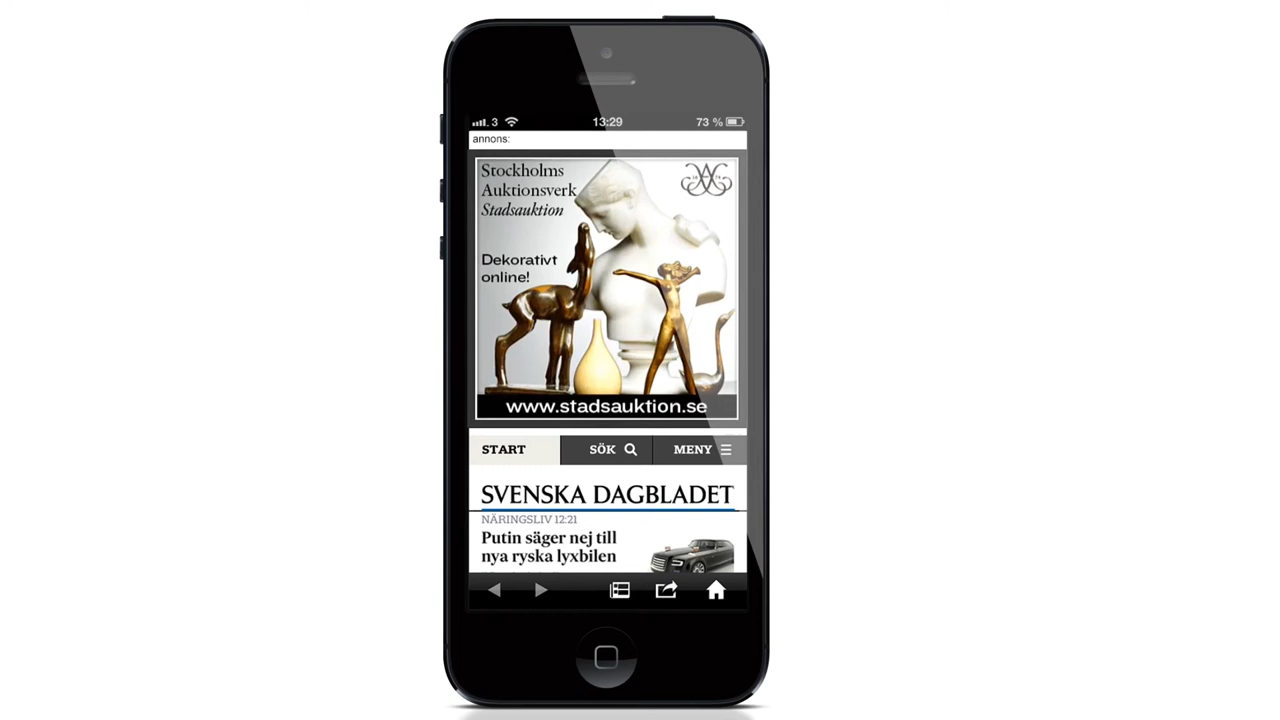 3 13:29 73 %
annons:
Stockholms
Auktionsverk
Stadsauktion
Dekorativt
online!
www.stadsauktion.se
START SÖK MENY
SVENSKA DAGBLADET
NÄRINGSLIV 12:21
Putin säger nej till
nya ryska lyxbilen